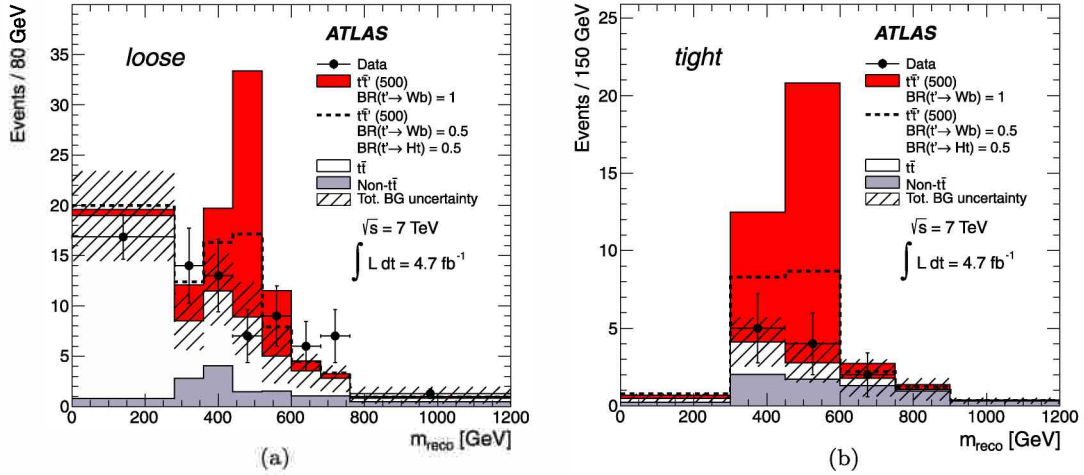 Events / 80 GeV
35
30
25
20
15
10
5
0
0 200 400 600 800 1000 1200
m_reco [GeV]
loose
ATLAS
Data
tt̄' (500)
BR(t'→ Wb) = 1
tt̄' (500)
BR(t'→ Wb) = 0.5
BR(t'→ Ht) = 0.5
tt̄
Non-tt̄
Tot. BG uncertainty
√s = 7 TeV
∫ L dt = 4.7 fb⁻¹
(a)
Events / 150 GeV
25
20
15
10
5
0
0 200 400 600 800 1000 1200
m_reco [GeV]
tight
ATLAS
Data
tt̄' (500)
BR(t'→ Wb) = 1
tt̄' (500)
BR(t'→ Wb) = 0.5
BR(t'→ Ht) = 0.5
tt̄
Non-tt̄
Tot. BG uncertainty
√s = 7 TeV
∫ L dt = 4.7 fb⁻¹
(b)